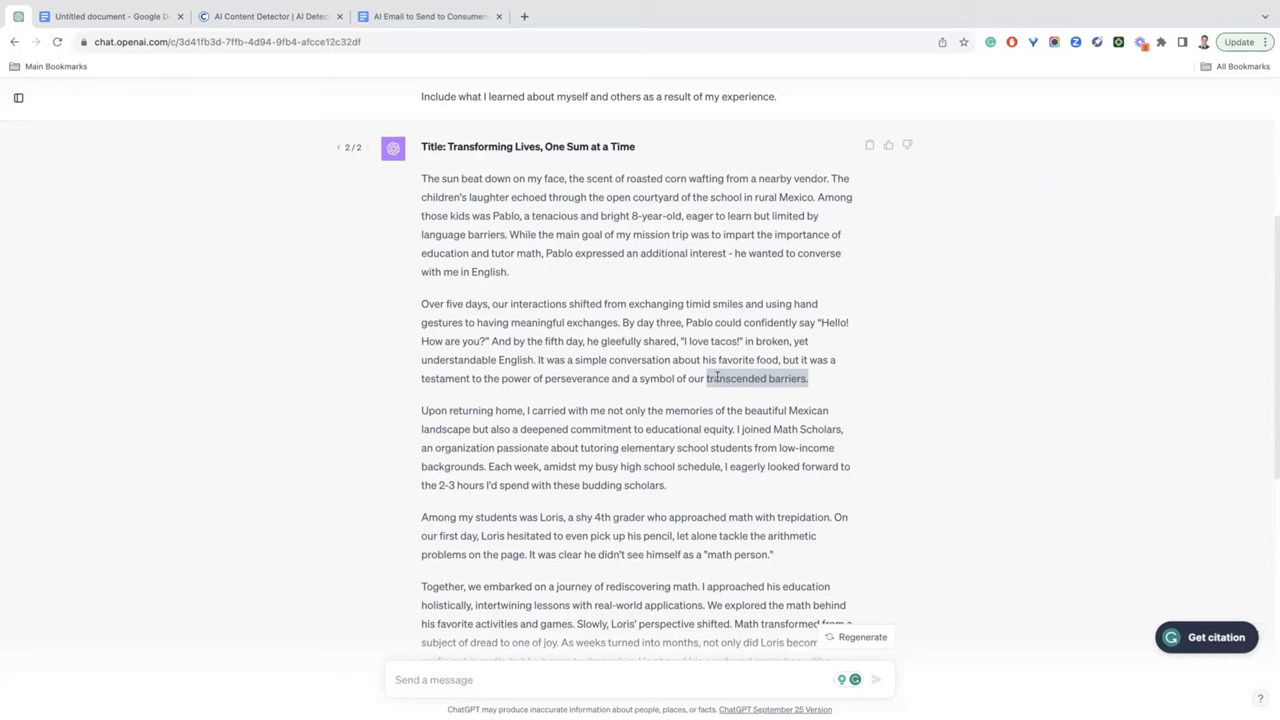 Untitled document - Google D
AI Content Detector | AI Detec
AI Email to Send to Consumers
chat.openai.com/c/3d41fb3d-7ffb-4d94-9fb4-afcce12c32df
Update
Main Bookmarks
All Bookmarks
Include what I learned about myself and others as a result of my experience.
2 / 2
Title: Transforming Lives, One Sum at a Time
The sun beat down on my face, the scent of roasted corn wafting from a nearby vendor. The
children's laughter echoed through the open courtyard of the school in rural Mexico. Among
those kids was Pablo, a tenacious and bright 8-year-old, eager to learn but limited by
language barriers. While the main goal of my mission trip was to impart the importance of
education and tutor math, Pablo expressed an additional interest - he wanted to converse
with me in English.
Over five days, our interactions shifted from exchanging timid smiles and using hand
gestures to having meaningful exchanges. By day three, Pablo could confidently say “Hello!
How are you?” And by the fifth day, he gleefully shared, "I love tacos!" in broken, yet
understandable English. It was a simple conversation about his favorite food, but it was a
testament to the power of perseverance and a symbol of our transcended barriers.
Upon returning home, I carried with me not only the memories of the beautiful Mexican
landscape but also a deepened commitment to educational equity. I joined Math Scholars,
an organization passionate about tutoring elementary school students from low-income
backgrounds. Each week, amidst my busy high school schedule, I eagerly looked forward to
the 2-3 hours I'd spend with these budding scholars.
Among my students was Loris, a shy 4th grader who approached math with trepidation. On
our first day, Loris hesitated to even pick up his pencil, let alone tackle the arithmetic
problems on the page. It was clear he didn't see himself as a "math person."
Together, we embarked on a journey of rediscovering math. I approached his education
holistically, intertwining lessons with real-world applications. We explored the math behind
his favorite activities and games. Slowly, Loris' perspective shifted. Math transformed from a
subject of dread to one of joy. As weeks turned into months, not only did Loris becom
Regenerate
Get citation
Send a message
ChatGPT may produce inaccurate information about people, places, or facts. ChatGPT September 25 Version
?